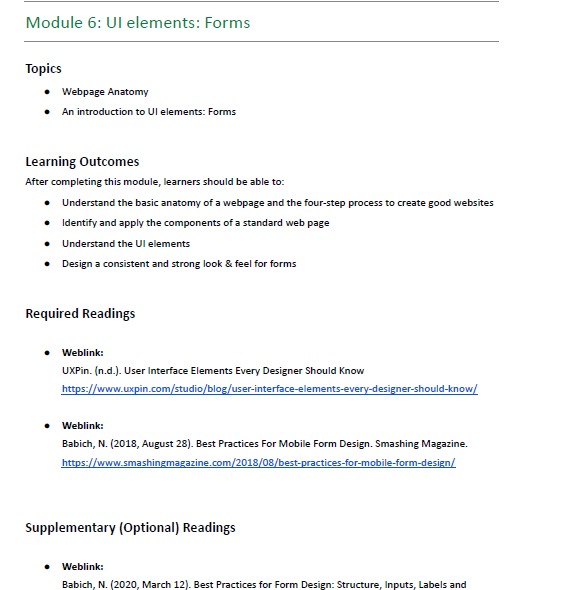 Module 6: UI elements: Forms
Topics
● Webpage Anatomy
● An introduction to UI elements: Forms
Learning Outcomes
After completing this module, learners should be able to:
● Understand the basic anatomy of a webpage and the four-step process to create good websites
● Identify and apply the components of a standard web page
● Understand the UI elements
● Design a consistent and strong look & feel for forms
Required Readings
● Weblink:
UXPin. (n.d.). User Interface Elements Every Designer Should Know
https://www.uxpin.com/studio/blog/user-interface-elements-every-designer-should-know/
● Weblink:
Babich, N. (2018, August 28). Best Practices For Mobile Form Design. Smashing Magazine.
https://www.smashingmagazine.com/2018/08/best-practices-for-mobile-form-design/
Supplementary (Optional) Readings
● Weblink:
Babich, N. (2020, March 12). Best Practices for Form Design: Structure, Inputs, Labels and